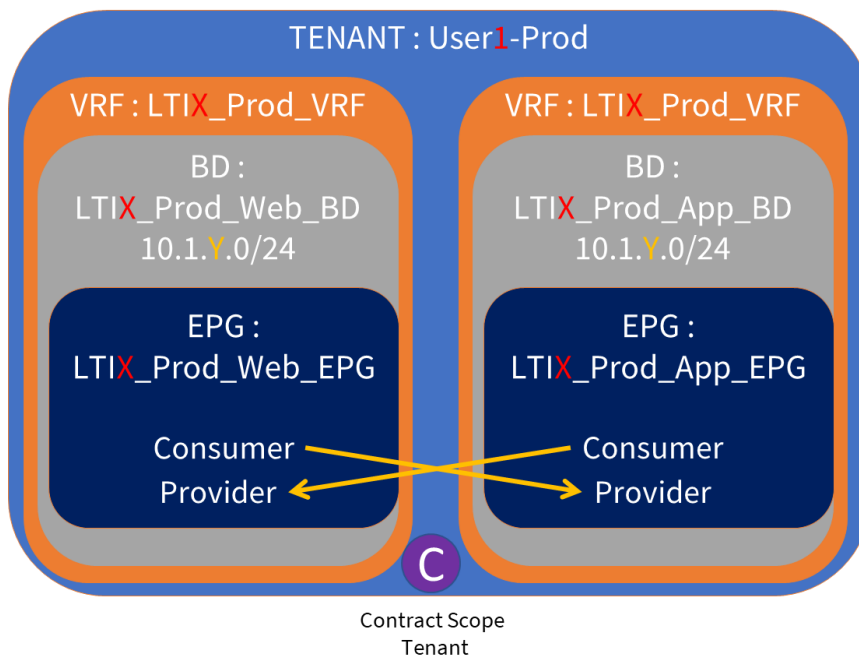 TENANT : User1-Prod
VRF : LTIX_Prod_VRF
BD :
LTIX_Prod_Web_BD
10.1.Y.0/24
EPG :
LTIX_Prod_Web_EPG
Consumer
Provider
VRF : LTIX_Prod_VRF
BD :
LTIX_Prod_App_BD
10.1.Y.0/24
EPG :
LTIX_Prod_App_EPG
Consumer
Provider
C
Contract Scope
Tenant